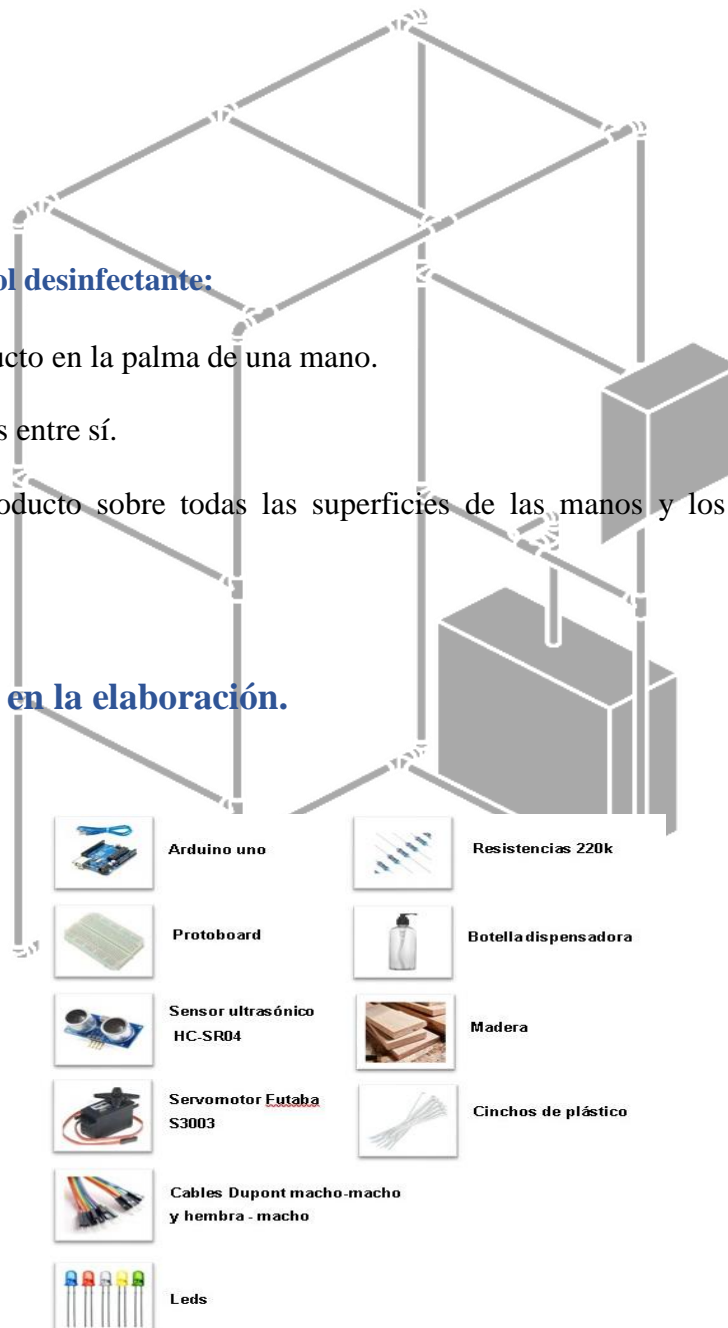 ol desinfectante:
ucto en la palma de una mano.
s entre sí.
oducto sobre todas las superficies de las manos y los
en la elaboración.
Arduino uno
Resistencias 220k
Protoboard
Botella dispensadora
Sensor ultrasónico
HC-SR04
Madera
Servomotor Futaba
S3003
Cinchos de plástico
Cables Dupont macho-macho
y hembra - macho
Leds